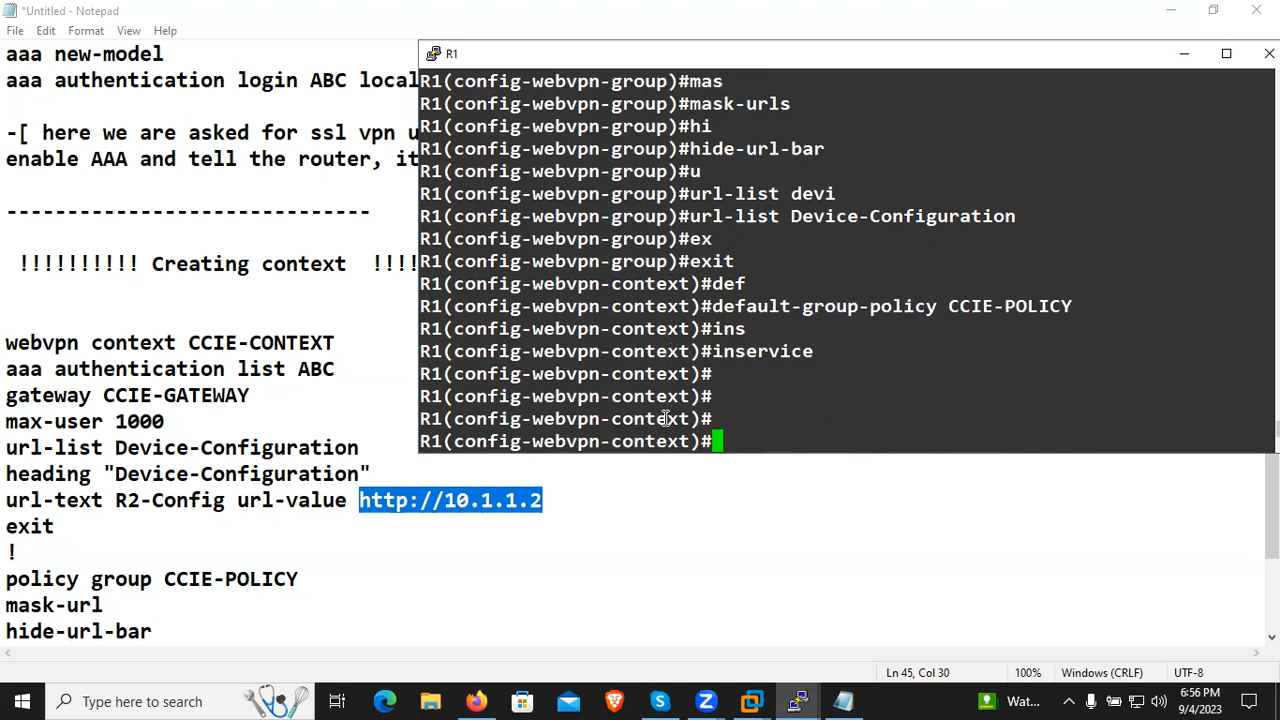 *Untitled - Notepad
File Edit Format View Help
aaa new-model
aaa authentication login ABC local
-[ here we are asked for ssl vpn u
enable AAA and tell the router, it
------------------------------
!!!!!!!!!! Creating context !!!!
webvpn context CCIE-CONTEXT
aaa authentication list ABC
gateway CCIE-GATEWAY
max-user 1000
url-list Device-Configuration
heading "Device-Configuration"
url-text R2-Config url-value http://10.1.1.2
exit
!
policy group CCIE-POLICY
mask-url
hide-url-bar
R1
R1(config-webvpn-group)#mas
R1(config-webvpn-group)#mask-urls
R1(config-webvpn-group)#hi
R1(config-webvpn-group)#hide-url-bar
R1(config-webvpn-group)#u
R1(config-webvpn-group)#url-list devi
R1(config-webvpn-group)#url-list Device-Configuration
R1(config-webvpn-group)#ex
R1(config-webvpn-group)#exit
R1(config-webvpn-context)#def
R1(config-webvpn-context)#default-group-policy CCIE-POLICY
R1(config-webvpn-context)#ins
R1(config-webvpn-context)#inservice
R1(config-webvpn-context)#
R1(config-webvpn-context)#
R1(config-webvpn-context)#
R1(config-webvpn-context)#
Ln 45, Col 30 100% Windows (CRLF) UTF-8
Type here to search
Wat...
6:56 PM
9/4/2023